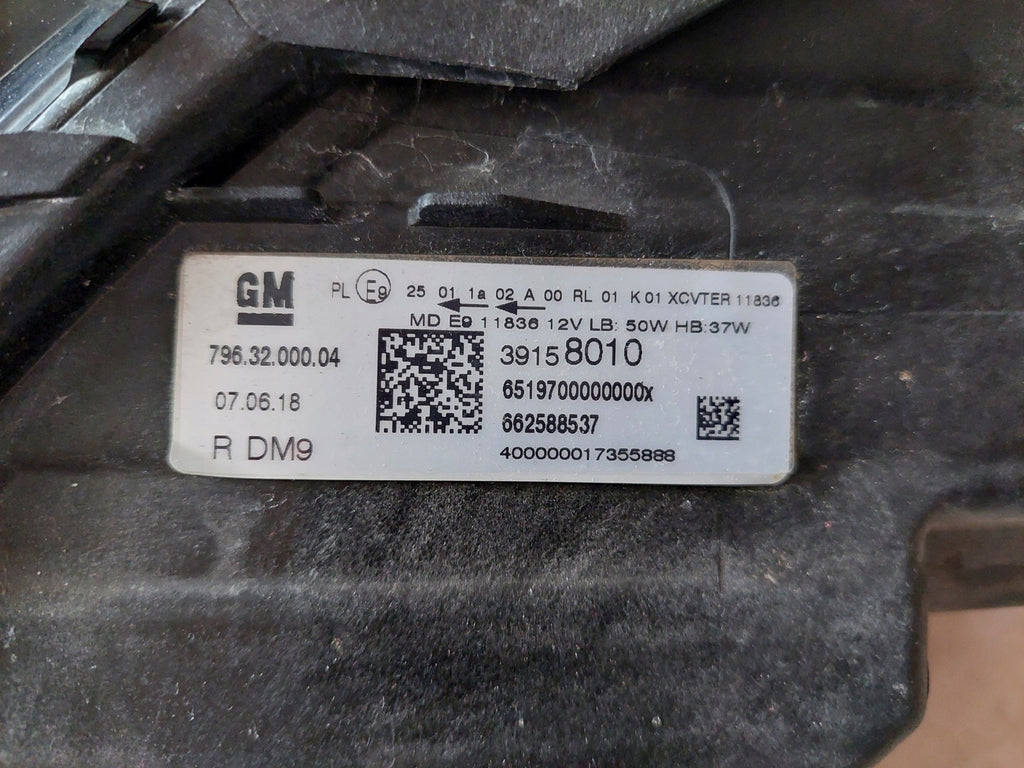 GM
PL E9 25 01 1a 02 A 00 RL 01 K 01 XCVTER 11836
MD E9 11836 12V LB: 50W HB:37W
796.32.000.04
39158010
07.06.18
6519700000000x
662588537
R DM9
400000017355888